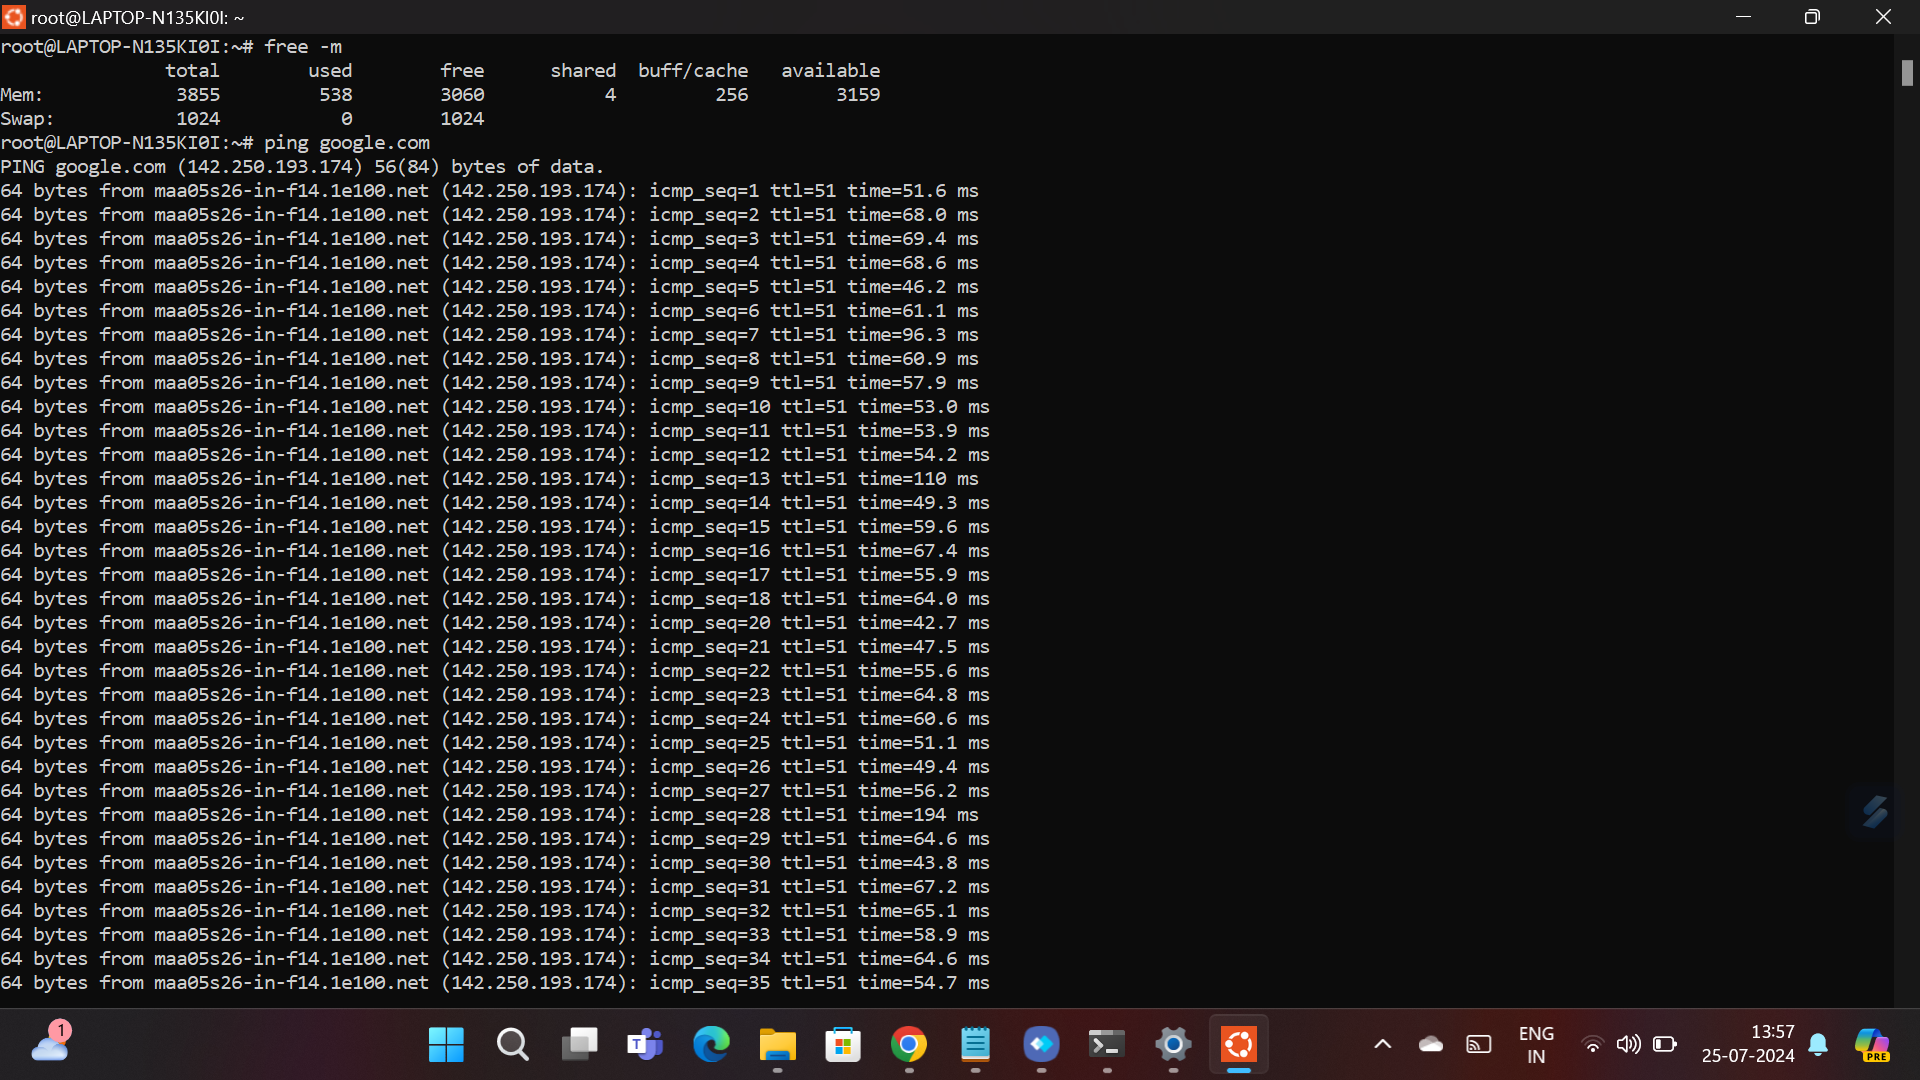 root@LAPTOP-N135KI0I: ~
root@LAPTOP-N135KI0I:~# free -m
total used free shared buff/cache available
Mem: 3855 538 3060 4 256 3159
Swap: 1024 0 1024
root@LAPTOP-N135KI0I:~# ping google.com
PING google.com (142.250.193.174) 56(84) bytes of data.
64 bytes from maa05s26-in-f14.1e100.net (142.250.193.174): icmp_seq=1 ttl=51 time=51.6 ms
64 bytes from maa05s26-in-f14.1e100.net (142.250.193.174): icmp_seq=2 ttl=51 time=68.0 ms
64 bytes from maa05s26-in-f14.1e100.net (142.250.193.174): icmp_seq=3 ttl=51 time=69.4 ms
64 bytes from maa05s26-in-f14.1e100.net (142.250.193.174): icmp_seq=4 ttl=51 time=68.6 ms
64 bytes from maa05s26-in-f14.1e100.net (142.250.193.174): icmp_seq=5 ttl=51 time=46.2 ms
64 bytes from maa05s26-in-f14.1e100.net (142.250.193.174): icmp_seq=6 ttl=51 time=61.1 ms
64 bytes from maa05s26-in-f14.1e100.net (142.250.193.174): icmp_seq=7 ttl=51 time=96.3 ms
64 bytes from maa05s26-in-f14.1e100.net (142.250.193.174): icmp_seq=8 ttl=51 time=60.9 ms
64 bytes from maa05s26-in-f14.1e100.net (142.250.193.174): icmp_seq=9 ttl=51 time=57.9 ms
64 bytes from maa05s26-in-f14.1e100.net (142.250.193.174): icmp_seq=10 ttl=51 time=53.0 ms
64 bytes from maa05s26-in-f14.1e100.net (142.250.193.174): icmp_seq=11 ttl=51 time=53.9 ms
64 bytes from maa05s26-in-f14.1e100.net (142.250.193.174): icmp_seq=12 ttl=51 time=54.2 ms
64 bytes from maa05s26-in-f14.1e100.net (142.250.193.174): icmp_seq=13 ttl=51 time=110 ms
64 bytes from maa05s26-in-f14.1e100.net (142.250.193.174): icmp_seq=14 ttl=51 time=49.3 ms
64 bytes from maa05s26-in-f14.1e100.net (142.250.193.174): icmp_seq=15 ttl=51 time=59.6 ms
64 bytes from maa05s26-in-f14.1e100.net (142.250.193.174): icmp_seq=16 ttl=51 time=67.4 ms
64 bytes from maa05s26-in-f14.1e100.net (142.250.193.174): icmp_seq=17 ttl=51 time=55.9 ms
64 bytes from maa05s26-in-f14.1e100.net (142.250.193.174): icmp_seq=18 ttl=51 time=64.0 ms
64 bytes from maa05s26-in-f14.1e100.net (142.250.193.174): icmp_seq=20 ttl=51 time=42.7 ms
64 bytes from maa05s26-in-f14.1e100.net (142.250.193.174): icmp_seq=21 ttl=51 time=47.5 ms
64 bytes from maa05s26-in-f14.1e100.net (142.250.193.174): icmp_seq=22 ttl=51 time=55.6 ms
64 bytes from maa05s26-in-f14.1e100.net (142.250.193.174): icmp_seq=23 ttl=51 time=64.8 ms
64 bytes from maa05s26-in-f14.1e100.net (142.250.193.174): icmp_seq=24 ttl=51 time=60.6 ms
64 bytes from maa05s26-in-f14.1e100.net (142.250.193.174): icmp_seq=25 ttl=51 time=51.1 ms
64 bytes from maa05s26-in-f14.1e100.net (142.250.193.174): icmp_seq=26 ttl=51 time=49.4 ms
64 bytes from maa05s26-in-f14.1e100.net (142.250.193.174): icmp_seq=27 ttl=51 time=56.2 ms
64 bytes from maa05s26-in-f14.1e100.net (142.250.193.174): icmp_seq=28 ttl=51 time=194 ms
64 bytes from maa05s26-in-f14.1e100.net (142.250.193.174): icmp_seq=29 ttl=51 time=64.6 ms
64 bytes from maa05s26-in-f14.1e100.net (142.250.193.174): icmp_seq=30 ttl=51 time=43.8 ms
64 bytes from maa05s26-in-f14.1e100.net (142.250.193.174): icmp_seq=31 ttl=51 time=67.2 ms
64 bytes from maa05s26-in-f14.1e100.net (142.250.193.174): icmp_seq=32 ttl=51 time=65.1 ms
64 bytes from maa05s26-in-f14.1e100.net (142.250.193.174): icmp_seq=33 ttl=51 time=58.9 ms
64 bytes from maa05s26-in-f14.1e100.net (142.250.193.174): icmp_seq=34 ttl=51 time=64.6 ms
64 bytes from maa05s26-in-f14.1e100.net (142.250.193.174): icmp_seq=35 ttl=51 time=54.7 ms
1
T
ENG
IN
13:57
25-07-2024
PRE